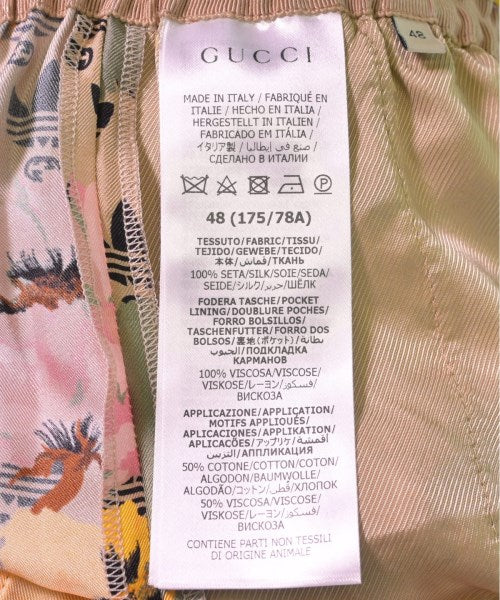 GUCCI
48
MADE IN ITALY / FABRIQUÉ EN
ITALIE / HECHO EN ITALIA /
HERGESTELLT IN ITALIEN /
FABRICADO EM ITÁLIA /
イタリア製 / صنع في إيطاليا /
СДЕЛАНО В ИТАЛИИ
P
48 (175/78A)
TESSUTO/FABRIC/TISSU/
TEJIDO/GEWEBE/TECIDO/
本体/قماش/ТКАНЬ
100% SETA/SILK/SOIE/SEDA/
SEIDE/シルク/حرير/ШЁЛК
FODERA TASCHE/POCKET
LINING/DOUBLURE POCHES/
FORRO BOLSILLOS/
TASCHENFUTTER/FORRO DOS
BOLSOS/裏地(ポケット)/بطانة
الجيوب/ПОДКЛАДКА
КАРМАНОВ
100% VISCOSA/VISCOSE/
VISKOSE/レーヨン/فسكوز/
ВИСКОЗА
APPLICAZIONE/APPLICATION/
MOTIFS APPLIQUÉS/
APLICACIONES/APPLIKATION/
APLICAÇÕES/アップリケ/أقمشة
التزيين/АППЛИКАЦИЯ
50% COTONE/COTTON/COTON/
ALGODON/BAUMWOLLE/
ALGODÃO/コットン/قطن/ХЛОПОК
50% VISCOSA/VISCOSE/
VISKOSE/レーヨン/فسكوز/
ВИСКОЗА
CONTIENE PARTI NON TESSILI
DI ORIGINE ANIMALE